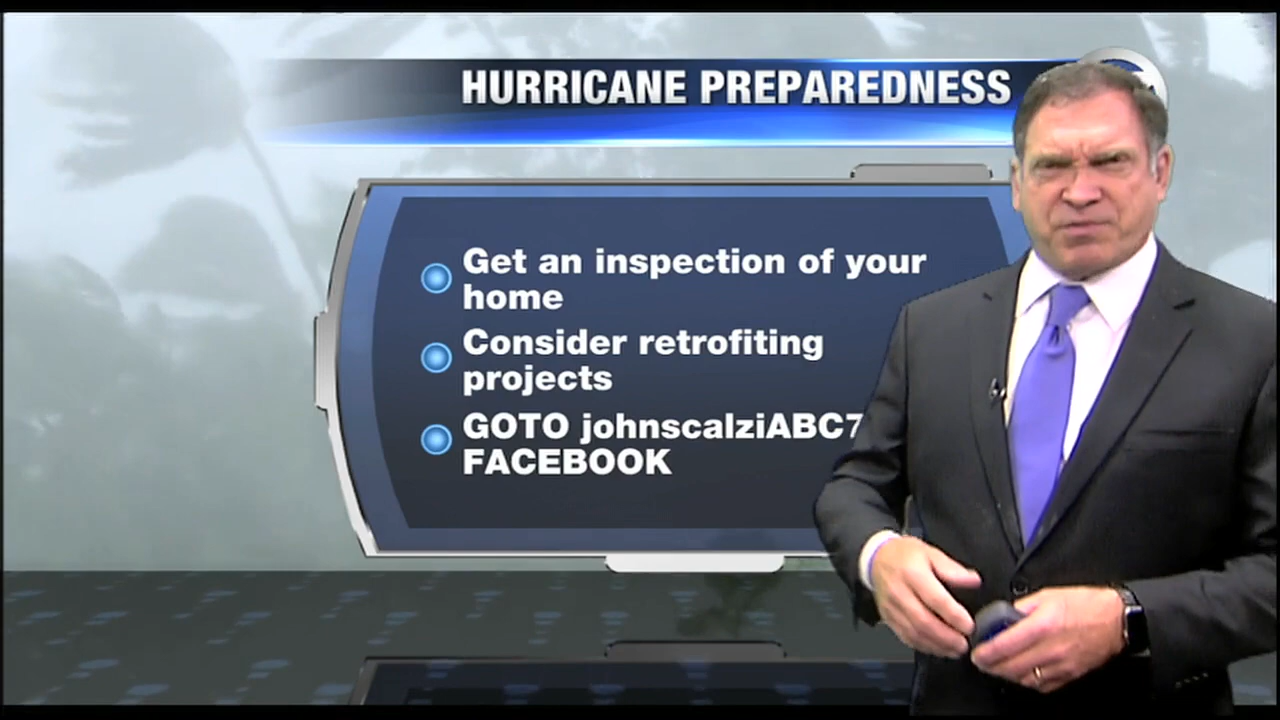 HURRICANE PREPAREDNESS
Get an inspection of your
home
Consider retrofiting
projects
GOTO johnscalziABC7
FACEBOOK